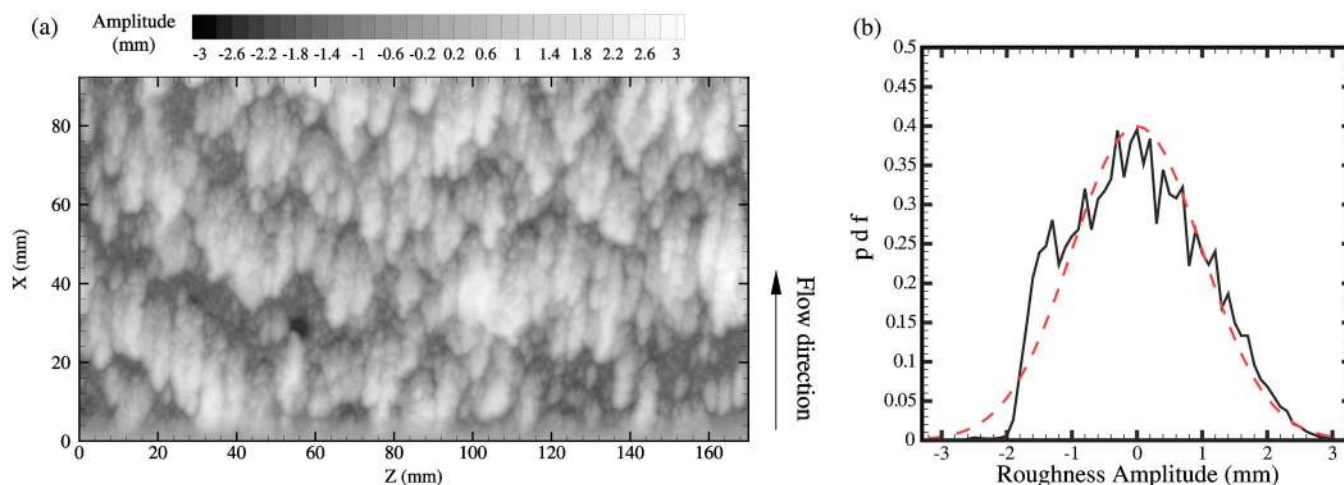 (a)
Amplitude
(mm)
-3 -2.6 -2.2 -1.8 -1.4 -1 -0.6 -0.2 0.2 0.6 1 1.4 1.8 2.2 2.6 3
X (mm)
80
60
40
20
0
0 20 40 60 80 100 120 140 160
Z (mm)
Flow direction
(b)
p d f
0.5
0.45
0.4
0.35
0.3
0.25
0.2
0.15
0.1
0.05
0
-3 -2 -1 0 1 2 3
Roughness Amplitude (mm)